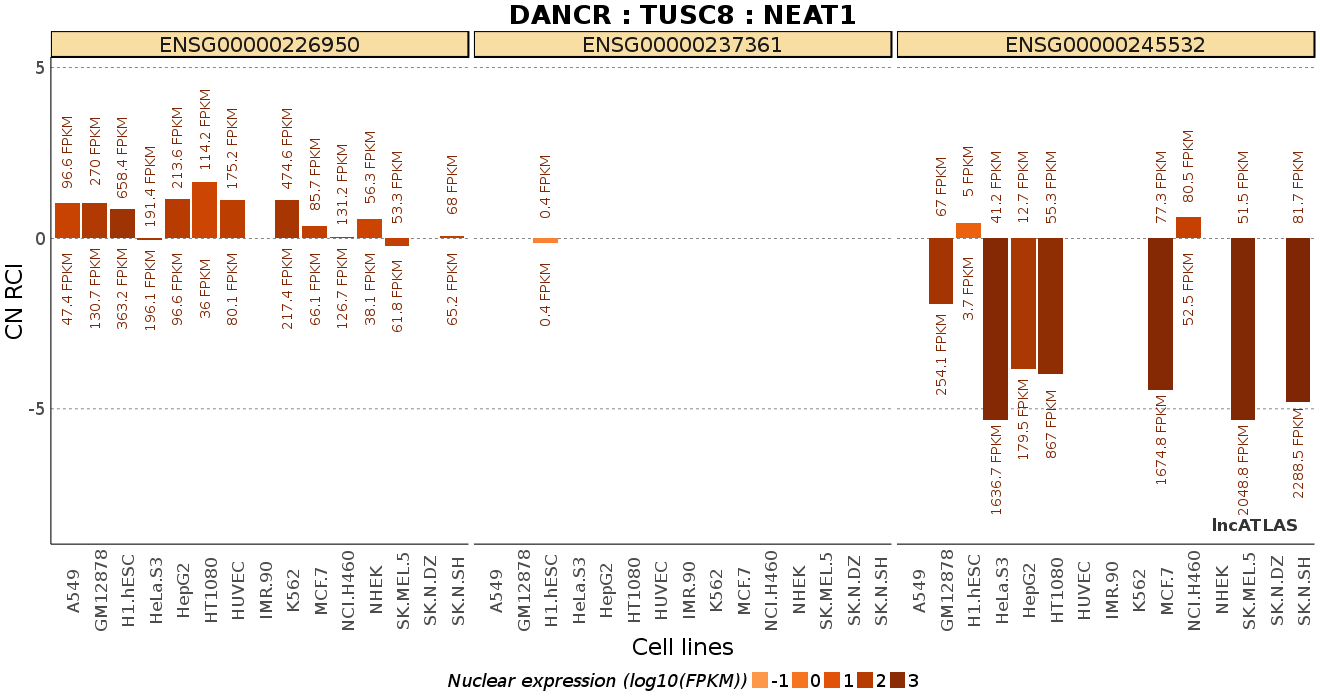 DANCR : TUSC8 : NEAT1
ENSG00000226950 ENSG00000237361 ENSG00000245532
CN RCI
5
0
-5
96.6 FPKM 270 FPKM 658.4 FPKM 191.4 FPKM 213.6 FPKM 114.2 FPKM 175.2 FPKM 474.6 FPKM 85.7 FPKM 131.2 FPKM 56.3 FPKM 53.3 FPKM 68 FPKM
47.4 FPKM 130.7 FPKM 363.2 FPKM 196.1 FPKM 96.6 FPKM 36 FPKM 80.1 FPKM 217.4 FPKM 66.1 FPKM 126.7 FPKM 38.1 FPKM 61.8 FPKM 65.2 FPKM
0.4 FPKM
0.4 FPKM
67 FPKM 5 FPKM 41.2 FPKM 12.7 FPKM 55.3 FPKM 77.3 FPKM 80.5 FPKM 51.5 FPKM 81.7 FPKM
254.1 FPKM 3.7 FPKM 1636.7 FPKM 179.5 FPKM 867 FPKM 1674.8 FPKM 52.5 FPKM 2048.8 FPKM 2288.5 FPKM
lncATLAS
A549 GM12878 H1.hESC HeLa.S3 HepG2 HT1080 HUVEC IMR.90 K562 MCF.7 NCI.H460 NHEK SK.MEL.5 SK.N.DZ SK.N.SH
A549 GM12878 H1.hESC HeLa.S3 HepG2 HT1080 HUVEC IMR.90 K562 MCF.7 NCI.H460 NHEK SK.MEL.5 SK.N.DZ SK.N.SH
A549 GM12878 H1.hESC HeLa.S3 HepG2 HT1080 HUVEC IMR.90 K562 MCF.7 NCI.H460 NHEK SK.MEL.5 SK.N.DZ SK.N.SH
Cell lines
Nuclear expression (log10(FPKM)) -1 0 1 2 3